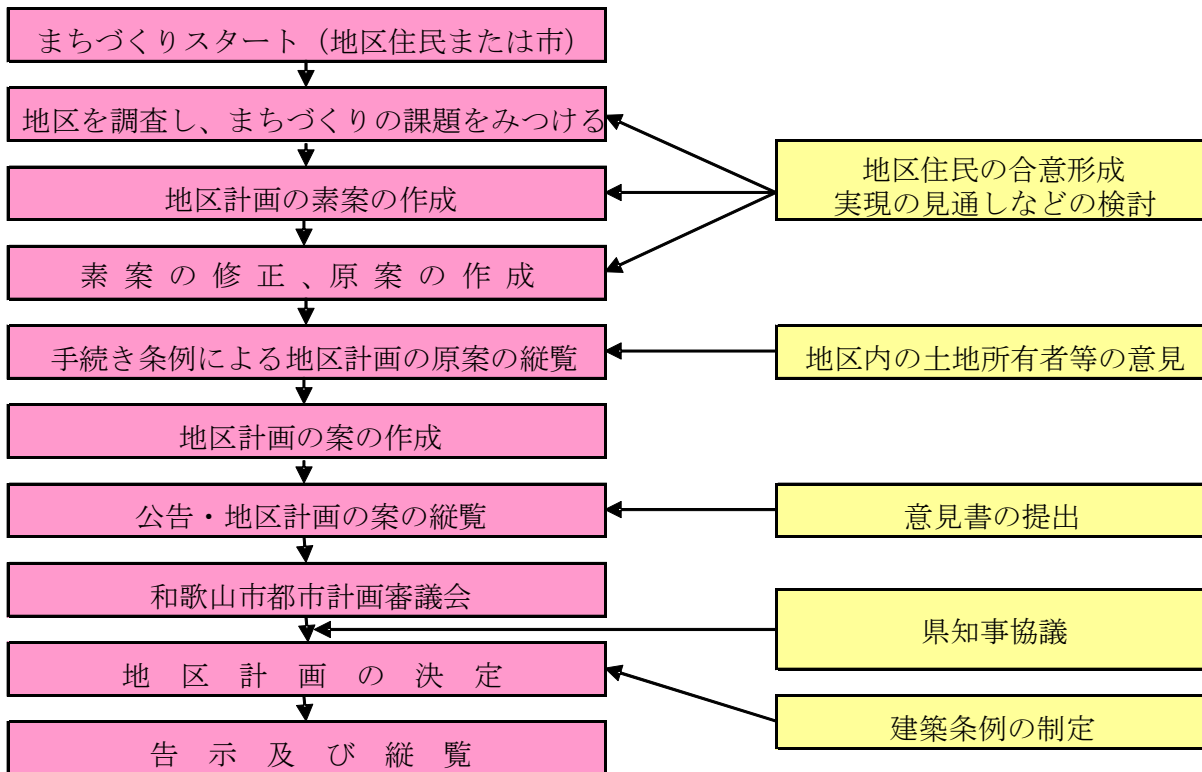 まちづくりスタート（地区住民または市）
地区を調査し、まちづくりの課題をみつける
地区計画の素案の作成
素案の修正、原案の作成
手続き条例による地区計画の原案の縦覧
地区計画の案の作成
公告・地区計画の案の縦覧
和歌山市都市計画審議会
地区計画の決定
告示及び縦覧
地区住民の合意形成
実現の見通しなどの検討
地区内の土地所有者等の意見
意見書の提出
県知事協議
建築条例の制定